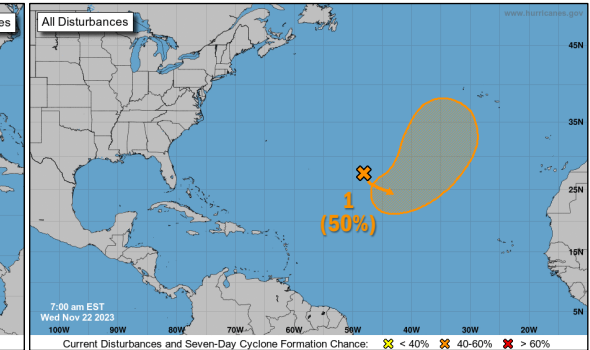 es
All Disturbances
www.hurricanes.gov
45N
35N
25N
15N
5N
1
(50%)
7:00 am EST
Wed Nov 22 2023
100W 90W 80W 70W 60W 50W 40W 30W 20W
Current Disturbances and Seven-Day Cyclone Formation Chance: < 40% 40-60% > 60%